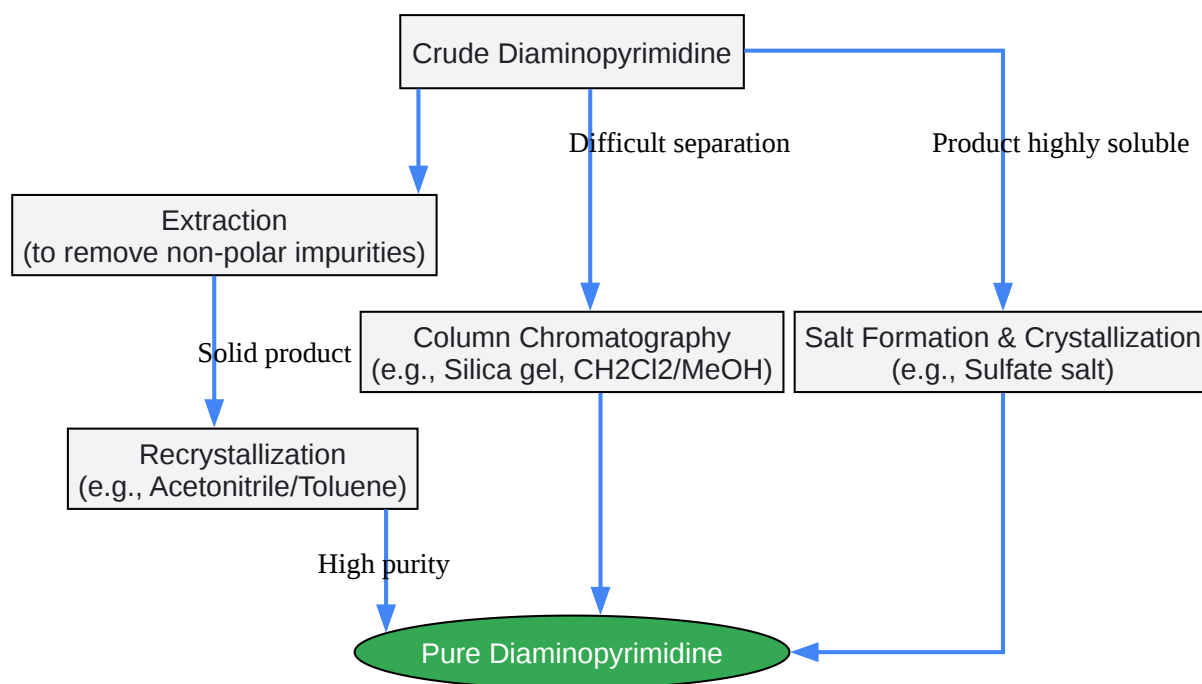 Crude Diaminopyrimidine
Difficult separation
Product highly soluble
Extraction
(to remove non-polar impurities)
Solid product
Column Chromatography
(e.g., Silica gel, CH2Cl2/MeOH)
Salt Formation & Crystallization
(e.g., Sulfate salt)
Recrystallization
(e.g., Acetonitrile/Toluene)
High purity
Pure Diaminopyrimidine